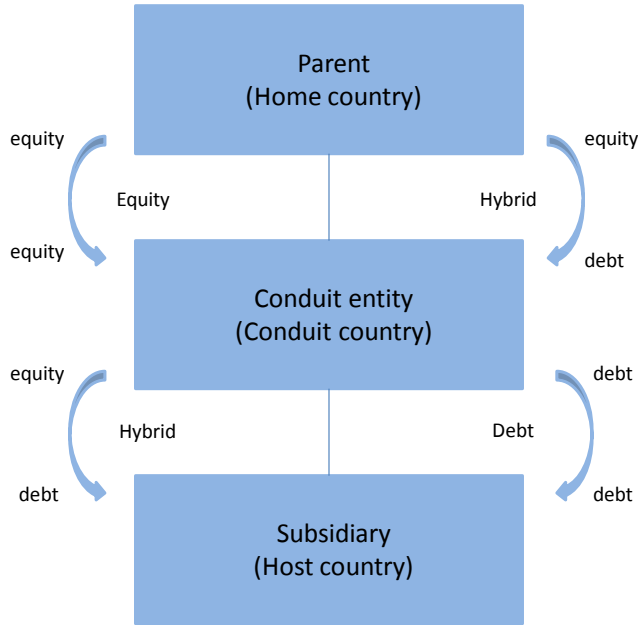 Parent
(Home country)
equity
equity
Equity
Hybrid
equity
debt
Conduit entity
(Conduit country)
equity
debt
Hybrid
Debt
debt
debt
Subsidiary
(Host country)